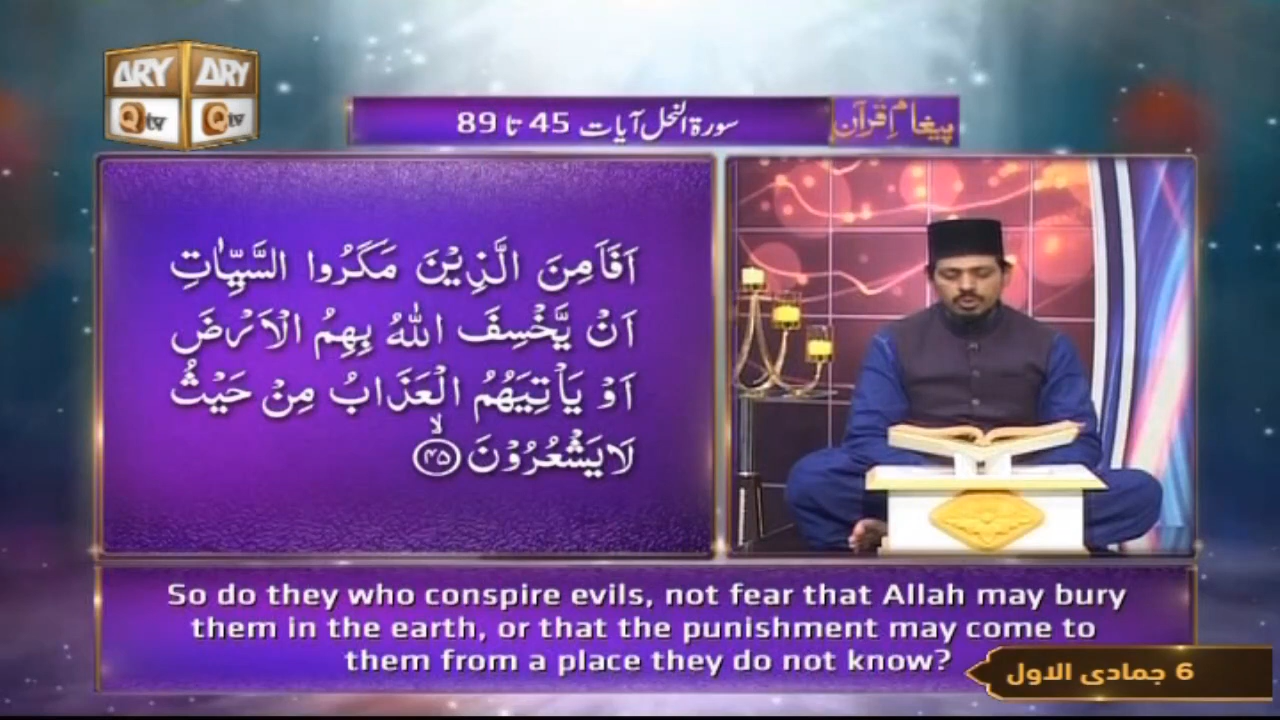 ARY ARY
Qtv Qtv
پیغام قرآن
سورۃ النحل آیات 45 تا 89
اَفَاَمِنَ الَّذِيْنَ مَكَرُوا السَّيِّاٰتِ
اَنْ يَّخْسِفَ اللّٰهُ بِهِمُ الْاَرْضَ
اَوْ يَاْتِيَهُمُ الْعَذَابُ مِنْ حَيْثُ
لَا يَشْعُرُوْنَ ۙ﴿۴۵﴾
So do they who conspire evils, not fear that Allah may bury
them in the earth, or that the punishment may come to
them from a place they do not know?
6 جمادی الاول